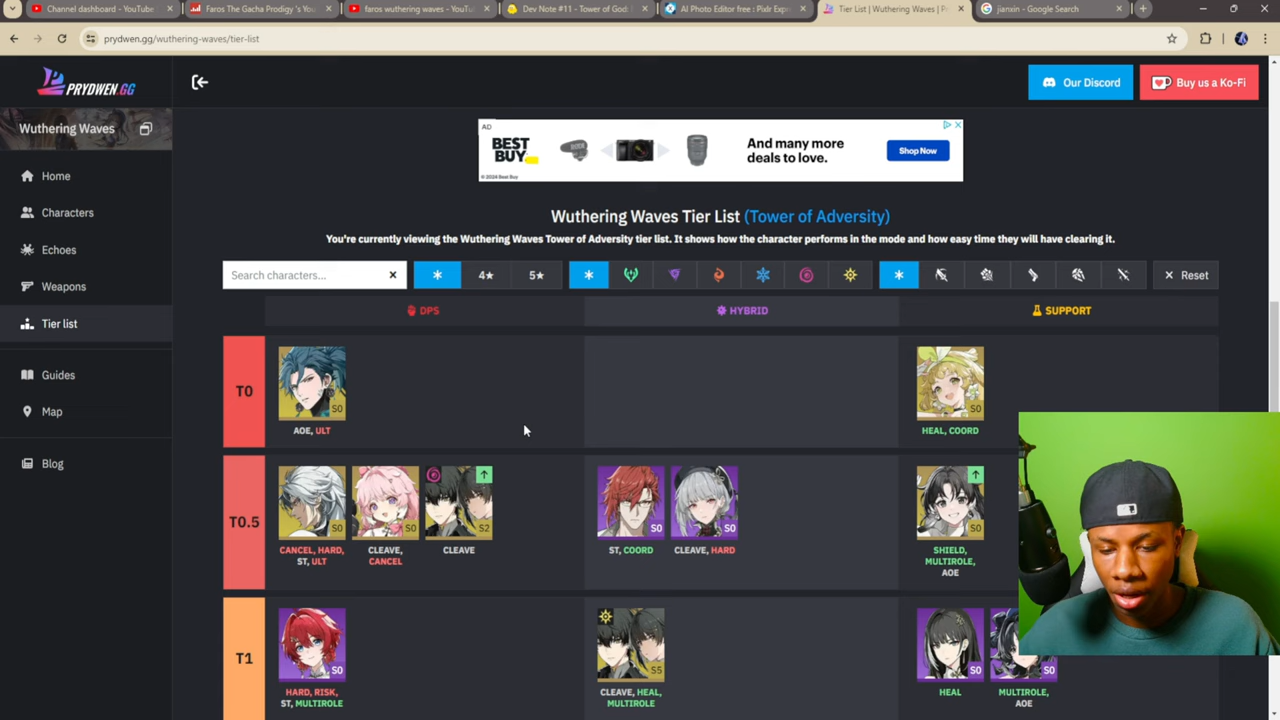 Channel dashboard - YouTube
Faros The Gacha Prodigy 's You
faros wuthering waves - YouTu
Dev Note #11 - Tower of God:
AI Photo Editor free : Pixlr Expr
Tier List | Wuthering Waves | P
jianxin - Google Search
prydwen.gg/wuthering-waves/tier-list
PRYDWEN.GG
Our Discord
Buy us a Ko-Fi
Wuthering Waves
Home
Characters
Echoes
Weapons
Tier list
Guides
Map
Blog
AD
BEST BUY
And many more
deals to love.
Shop Now
© 2024 Best Buy
Wuthering Waves Tier List (Tower of Adversity)
You're currently viewing the Wuthering Waves Tower of Adversity tier list. It shows how the character performs in the mode and how easy time they will have clearing it.
Search characters...
4★
5★
Reset
DPS
HYBRID
SUPPORT
T0
S0
AOE, ULT
S0
HEAL, COORD
T0.5
S0
CANCEL, HARD,
ST, ULT
S0
CLEAVE,
CANCEL
S2
CLEAVE
S0
ST, COORD
S0
CLEAVE, HARD
S0
SHIELD,
MULTIROLE,
AOE
T1
S0
HARD, RISK,
ST, MULTIROLE
S5
CLEAVE, HEAL,
MULTIROLE
S0
HEAL
S0
MULTIROLE,
AOE